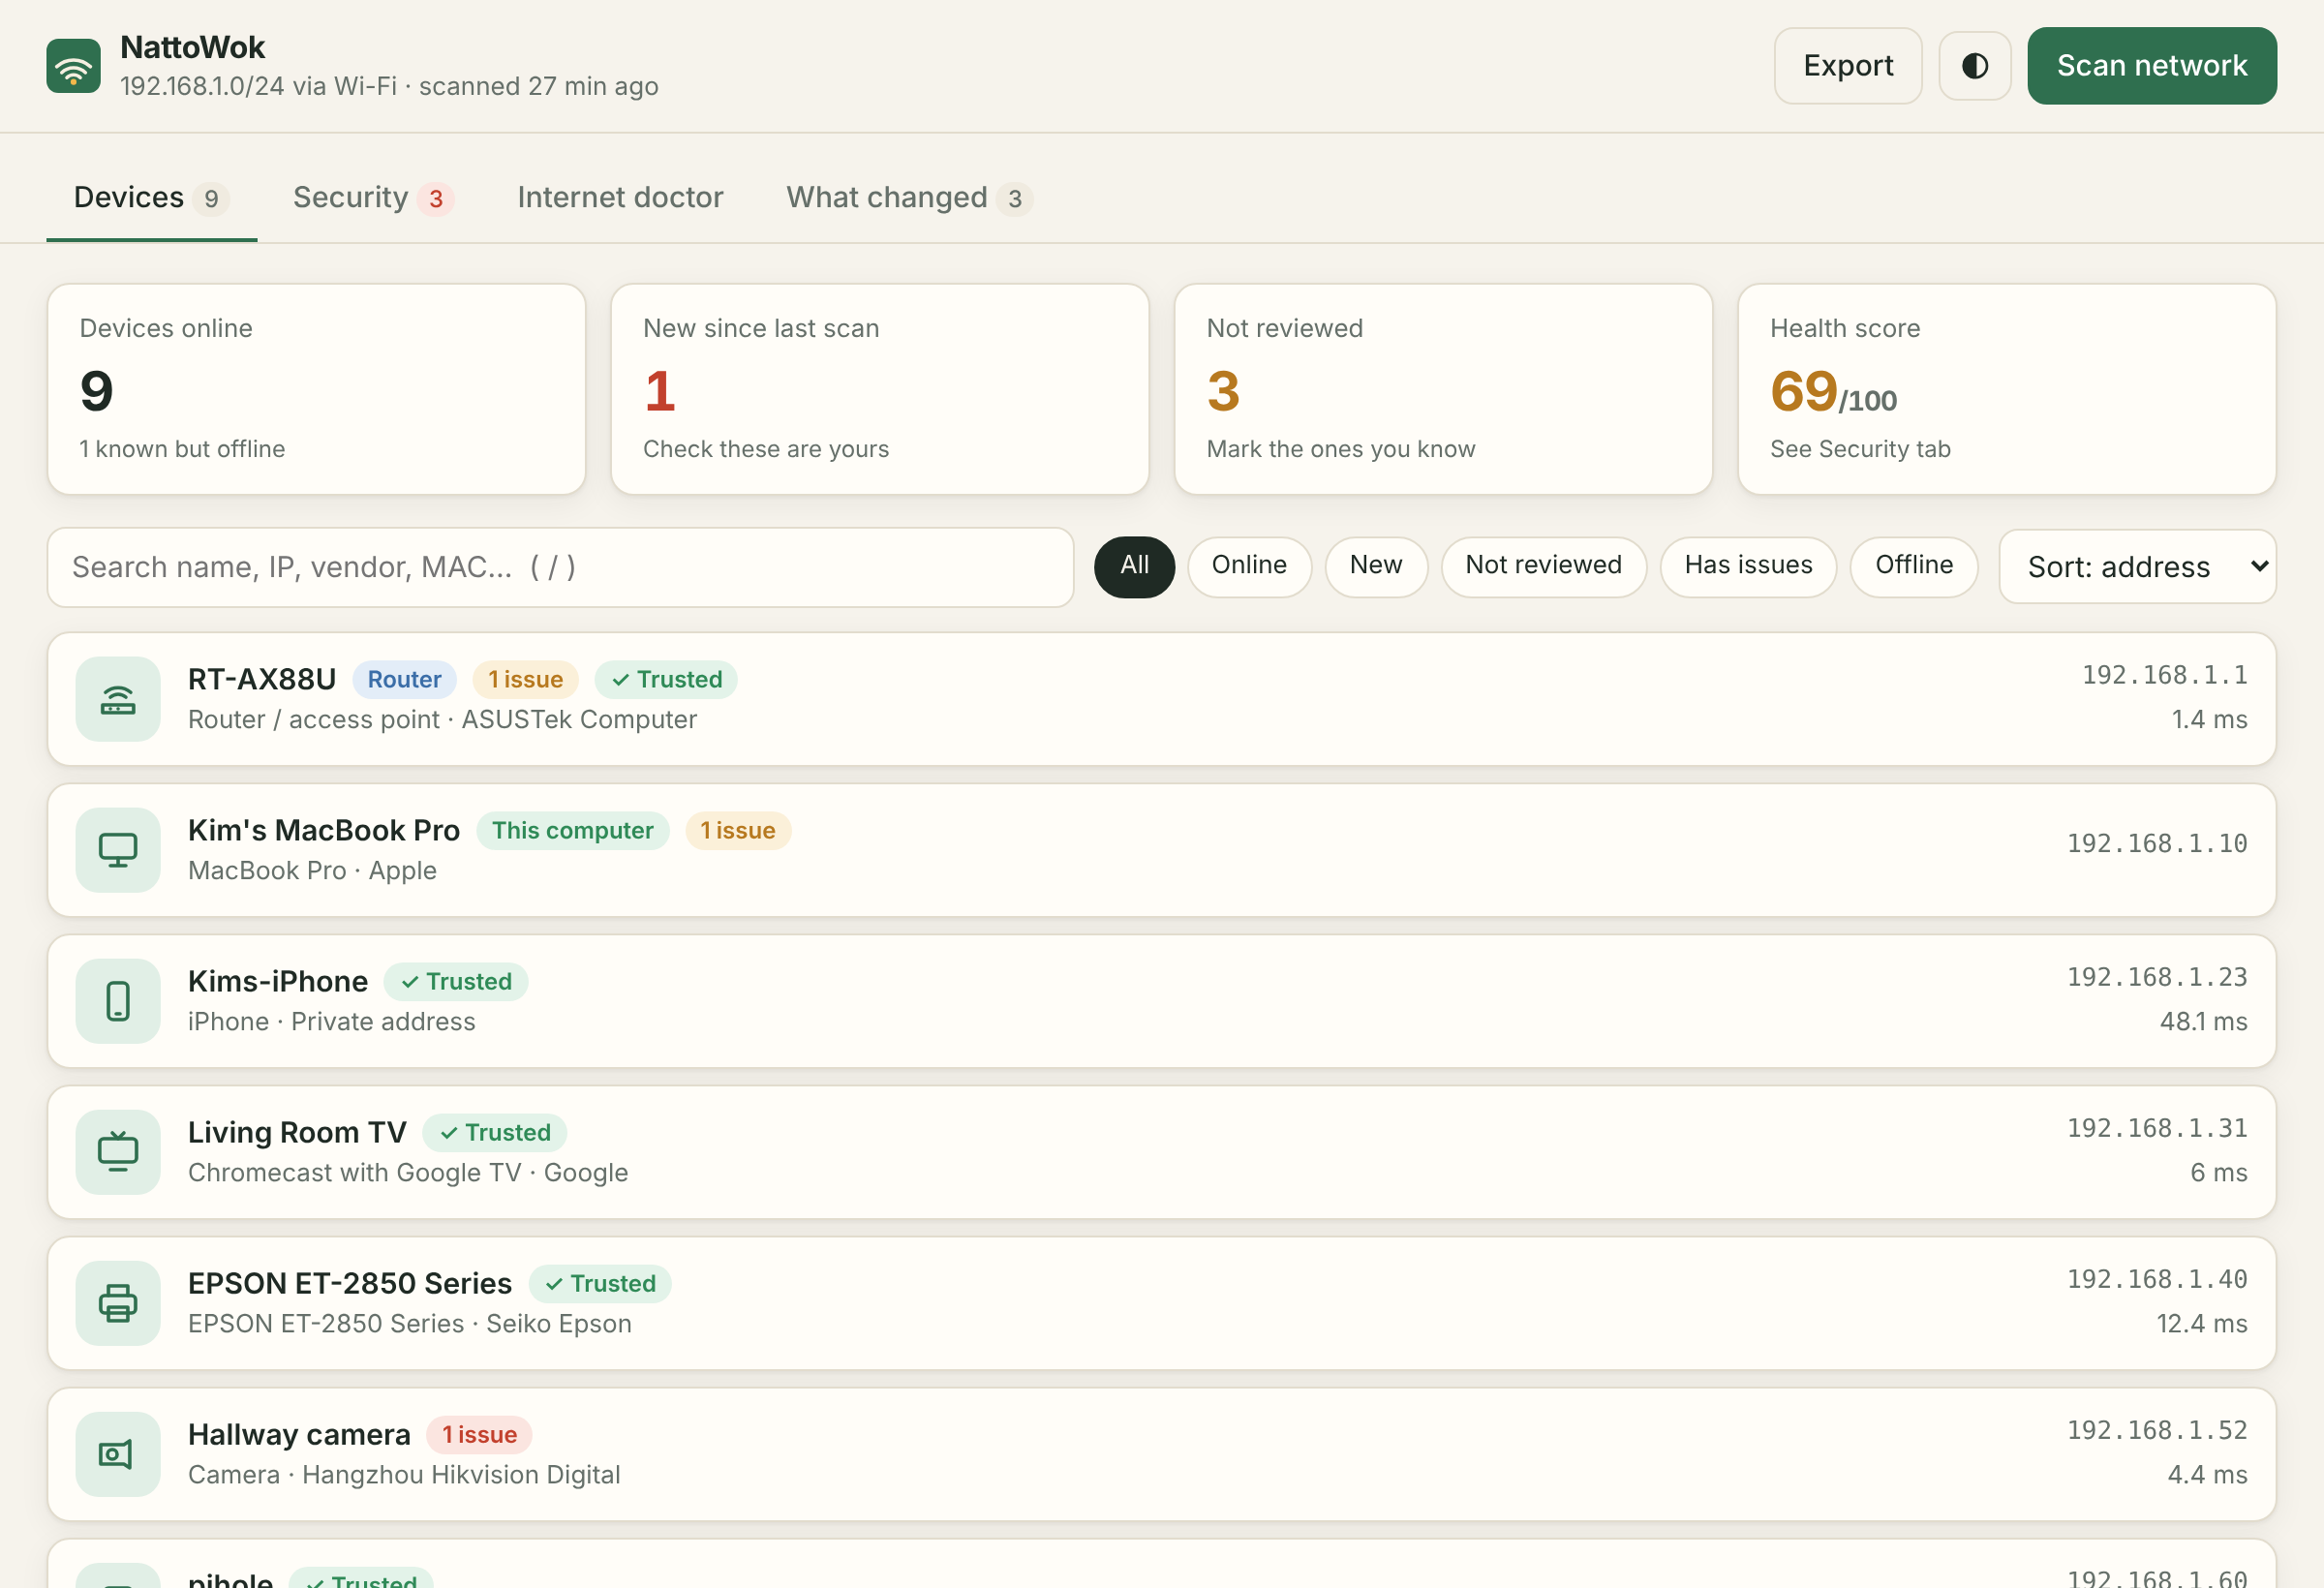 NattoWok
192.168.1.0/24 via Wi-Fi · scanned 27 min ago
Export
Scan network
Devices 9
Security 3
Internet doctor
What changed 3
Devices online
9
1 known but offline
New since last scan
1
Check these are yours
Not reviewed
3
Mark the ones you know
Health score
69/100
See Security tab
Search name, IP, vendor, MAC... ( / )
All
Online
New
Not reviewed
Has issues
Offline
Sort: address
RT-AX88U Router 1 issue ✓ Trusted
192.168.1.1
Router / access point · ASUSTek Computer
1.4 ms
Kim's MacBook Pro This computer 1 issue
192.168.1.10
MacBook Pro · Apple
Kims-iPhone ✓ Trusted
192.168.1.23
iPhone · Private address
48.1 ms
Living Room TV ✓ Trusted
192.168.1.31
Chromecast with Google TV · Google
6 ms
EPSON ET-2850 Series ✓ Trusted
192.168.1.40
EPSON ET-2850 Series · Seiko Epson
12.4 ms
Hallway camera 1 issue
192.168.1.52
Camera · Hangzhou Hikvision Digital
4.4 ms
pihole ✓ Trusted
192.168.1.60